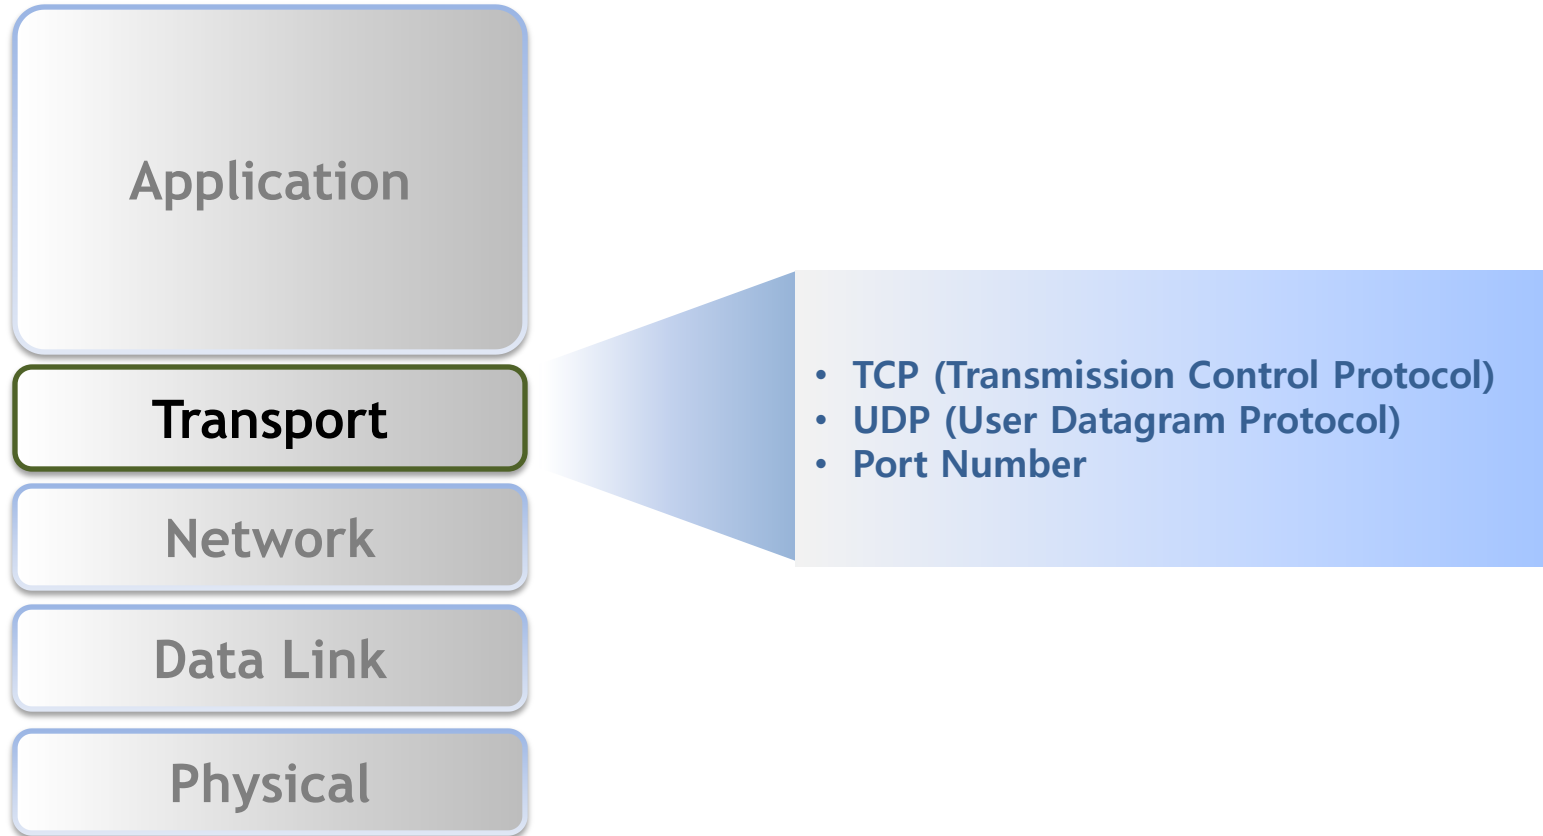 Application
Transport
Network
Data Link
Physical
• TCP (Transmission Control Protocol)
• UDP (User Datagram Protocol)
• Port Number